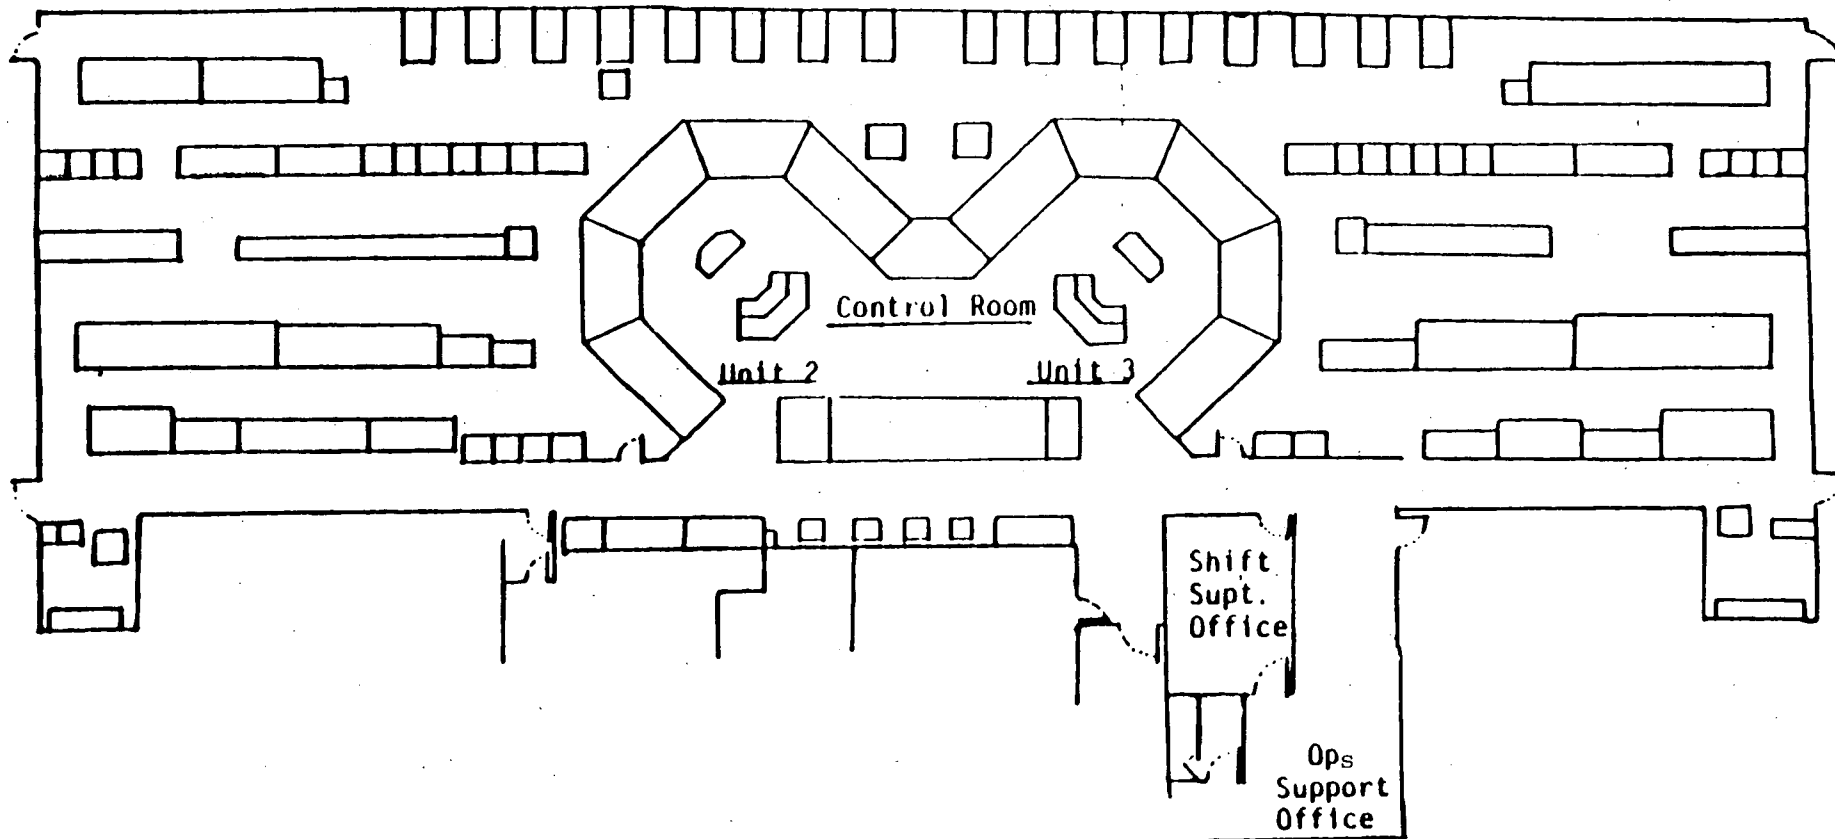 Control Room
Unit 2
Unit 3
Shift
Supt.
Office
Ops
Support
Office